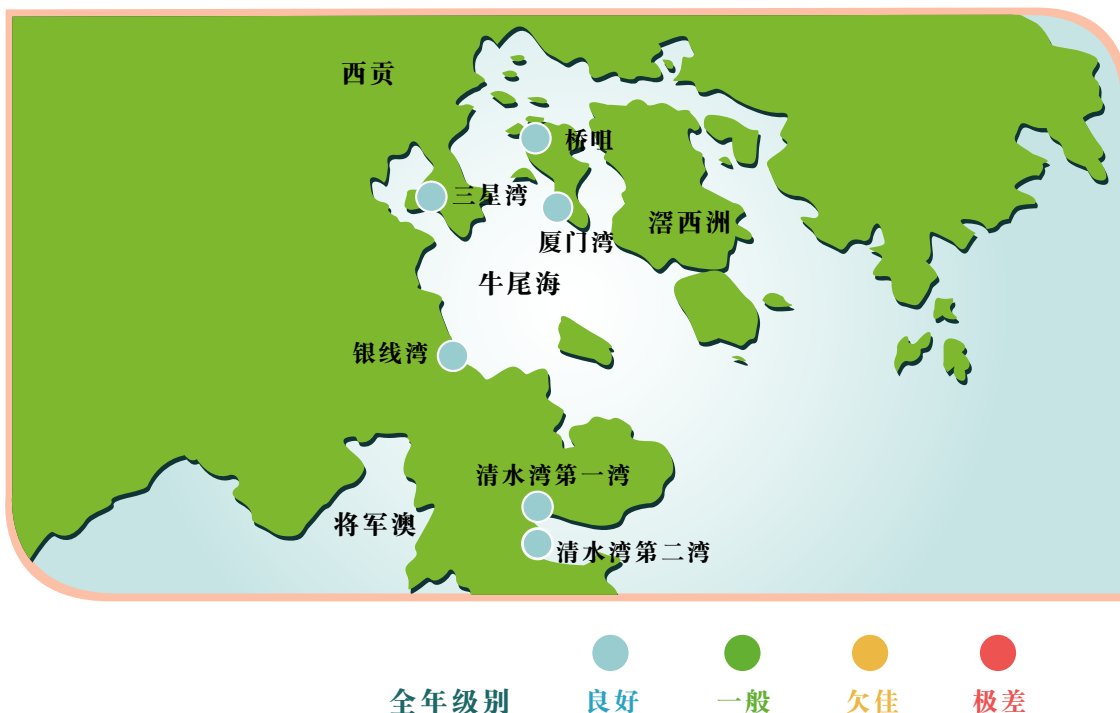 西贡
桥咀
三星湾
滘西洲
厦门湾
牛尾海
银线湾
清水湾第一湾
将军澳
清水湾第二湾
全年级别
良好
一般
欠佳
极差